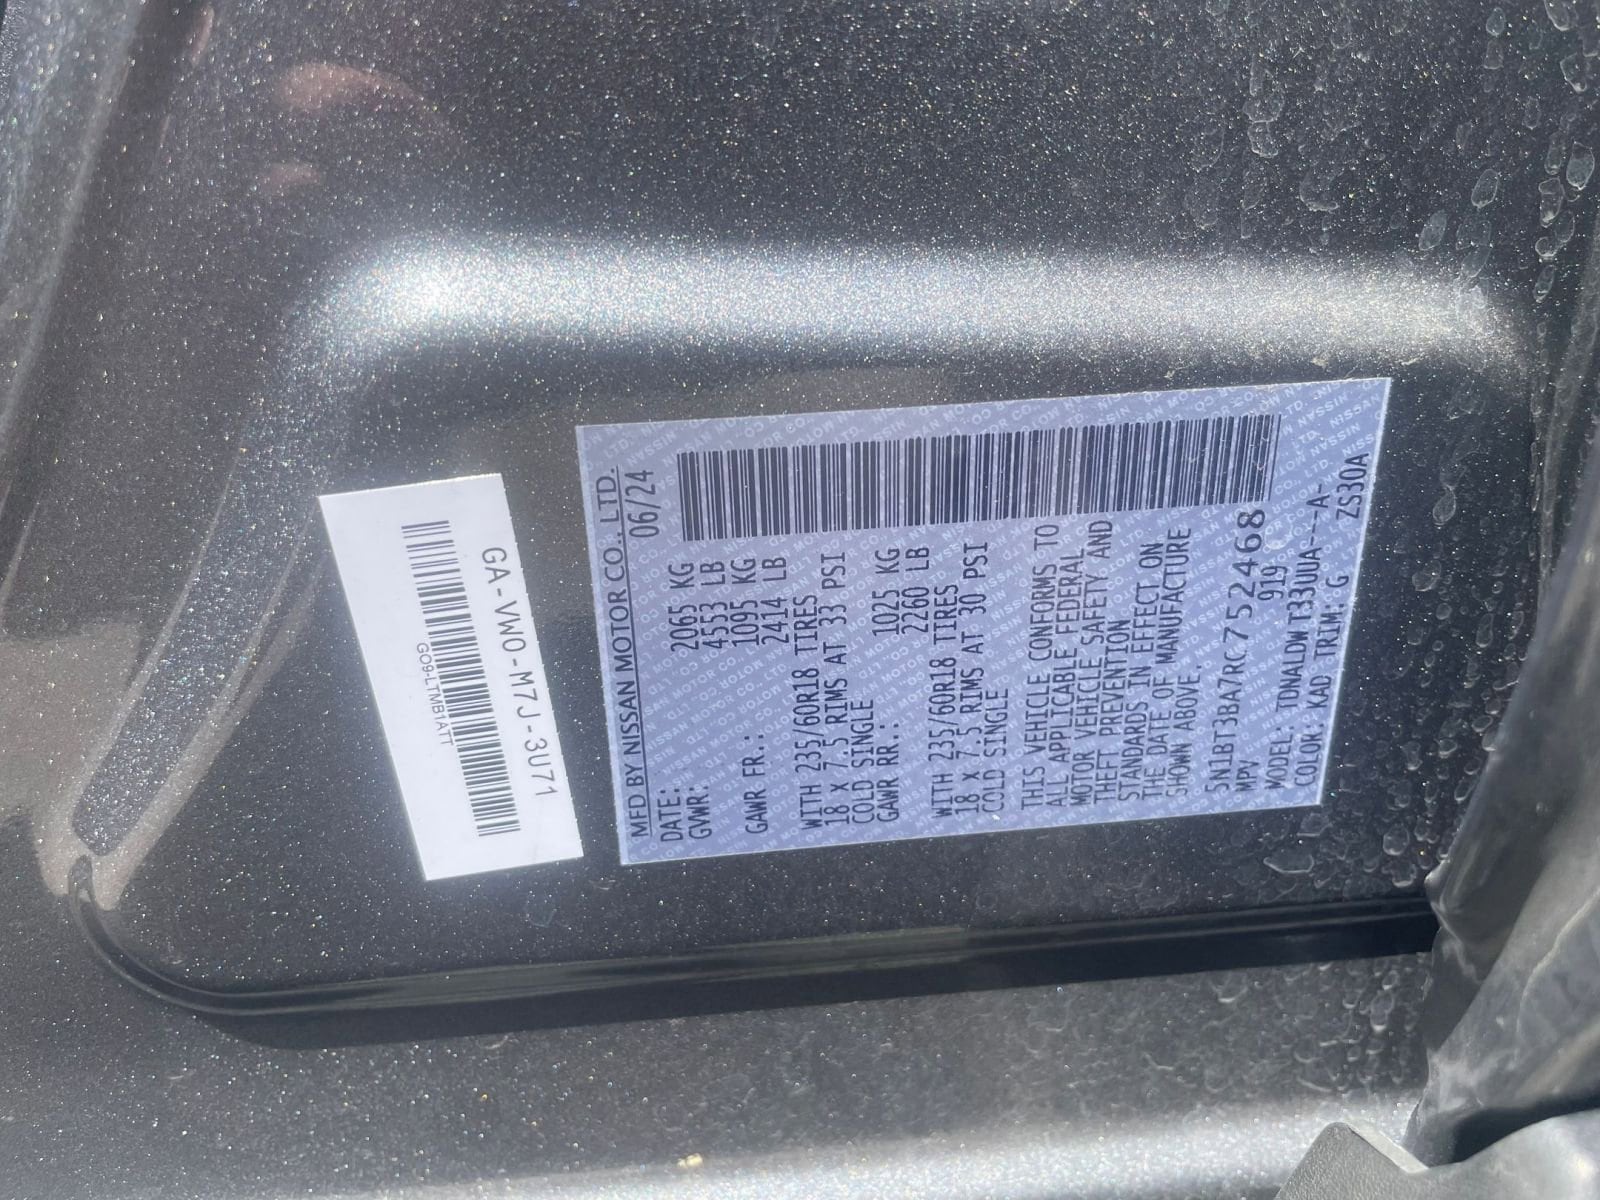 GA-VW0-M7J-3U71
GO9-LTMB1ATT
MFD BY NISSAN MOTOR CO., LTD.
DATE: 06/24
GVWR: 2065 KG
4553 LB
GAWR FR.: 1095 KG
2414 LB
WITH 235/60R18 TIRES
18 X 7.5 RIMS AT 33 PSI
COLD SINGLE
GAWR RR.: 1025 KG
2260 LB
WITH 235/60R18 TIRES
18 X 7.5 RIMS AT 30 PSI
COLD SINGLE
THIS VEHICLE CONFORMS TO
ALL APPLICABLE FEDERAL
MOTOR VEHICLE SAFETY AND
THEFT PREVENTION
STANDARDS IN EFFECT ON
THE DATE OF MANUFACTURE
SHOWN ABOVE.
5N1BT3BA7RC752468
MPV 919
MODEL: TDNALDWT33UUA---A-
COLOR: KAD TRIM: G ZS30A